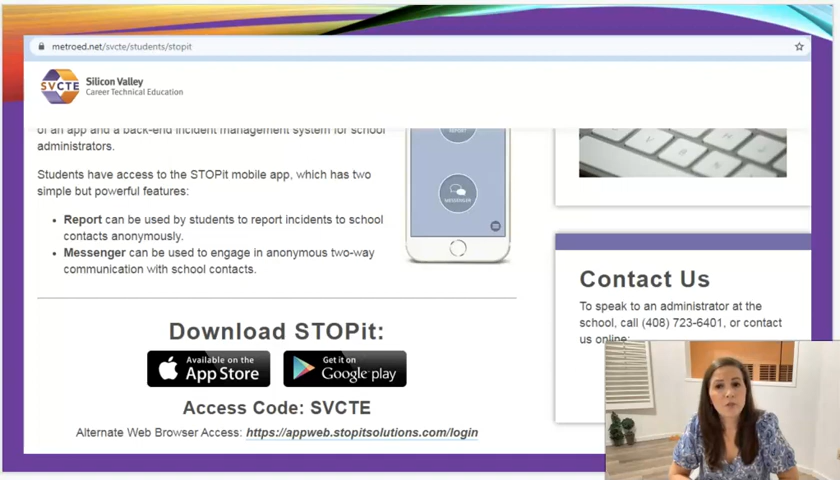 metroed.net/svcte/students/stopit
SVCTE
Silicon Valley
Career Technical Education
of an app and a back-end incident management system for school
administrators.
Students have access to the STOPit mobile app, which has two
simple but powerful features:
• Report can be used by students to report incidents to school
contacts anonymously.
• Messenger can be used to engage in anonymous two-way
communication with school contacts.
REPORT
MESSENGER
Download STOPit:
Available on the
App Store
Get it on
Google play
Access Code: SVCTE
Alternate Web Browser Access: https://appweb.stopitsolutions.com/login
Contact Us
To speak to an administrator at the
school, call (408) 723-6401, or contact
us online: